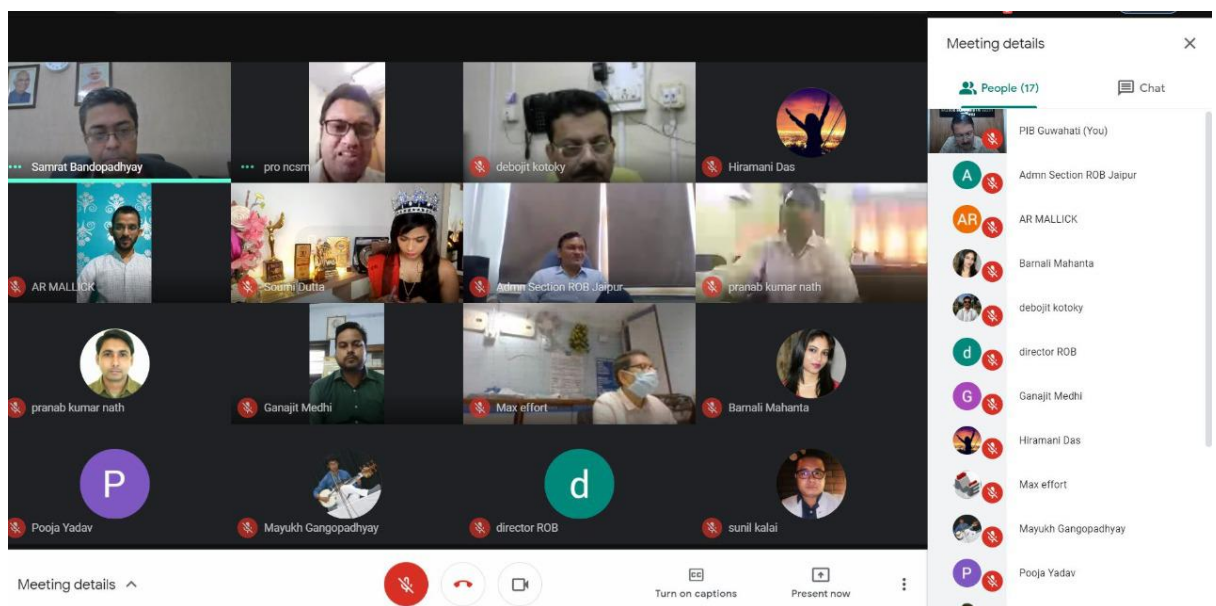 Samrat Bandopadhyay
pro ncsm
debojit kotoky
Hiramani Das
AR MALLICK
Soumi Dutta
Admn Section ROB Jaipur
pranab kumar nath
pranab kumar nath
Ganajit Medhi
Max effort
Barnali Mahanta
P
Pooja Yadav
Mayukh Gangopadhyay
d
director ROB
sunil kalai
Meeting details
CC
Turn on captions
Present now
Meeting details
People (17)
Chat
PIB Guwahati (You)
A
Admn Section ROB Jaipur
AR
AR MALLICK
Barnali Mahanta
debojit kotoky
d
director ROB
G
Ganajit Medhi
Hiramani Das
Max effort
Mayukh Gangopadhyay
P
Pooja Yadav